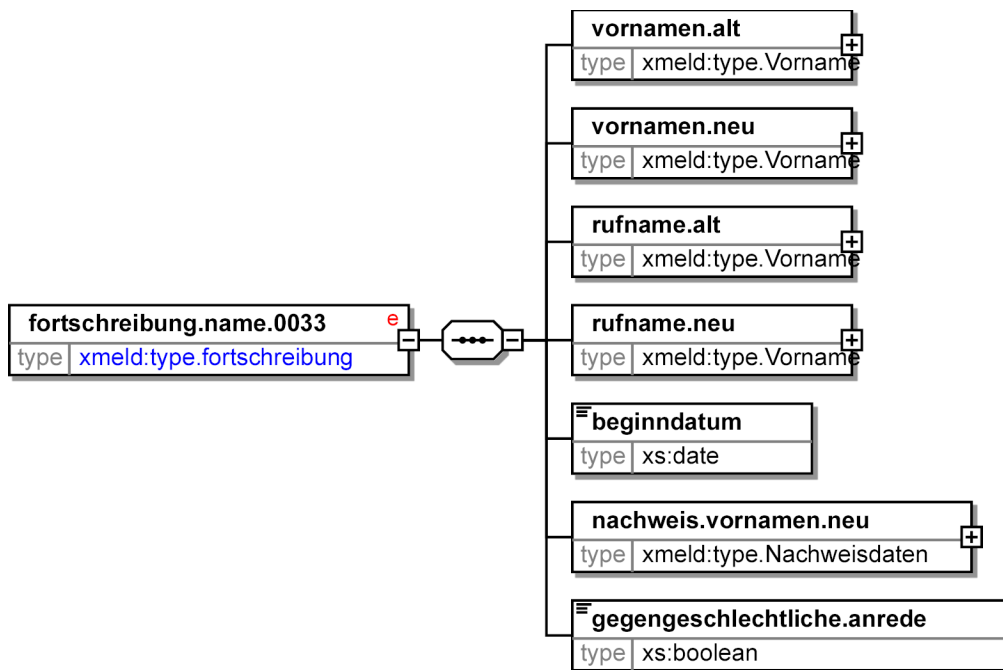 vornamen.alt
type xmeld:type.Vorname
vornamen.neu
type xmeld:type.Vorname
rufname.alt
type xmeld:type.Vorname
fortschreibung.name.0033 e
type xmeld:type.fortschreibung
rufname.neu
type xmeld:type.Vorname
beginndatum
type xs:date
nachweis.vornamen.neu
type xmeld:type.Nachweisdaten
gegengeschlechtliche.anrede
type xs:boolean